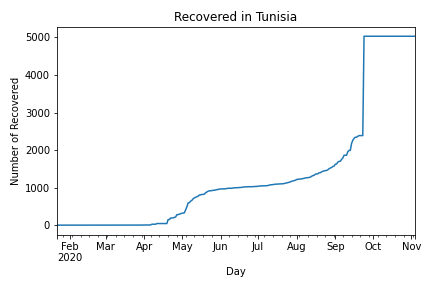 Recovered in Tunisia
Number of Recovered
5000
4000
3000
2000
1000
0
Feb Mar Apr May Jun Jul Aug Sep Oct Nov
2020
Day